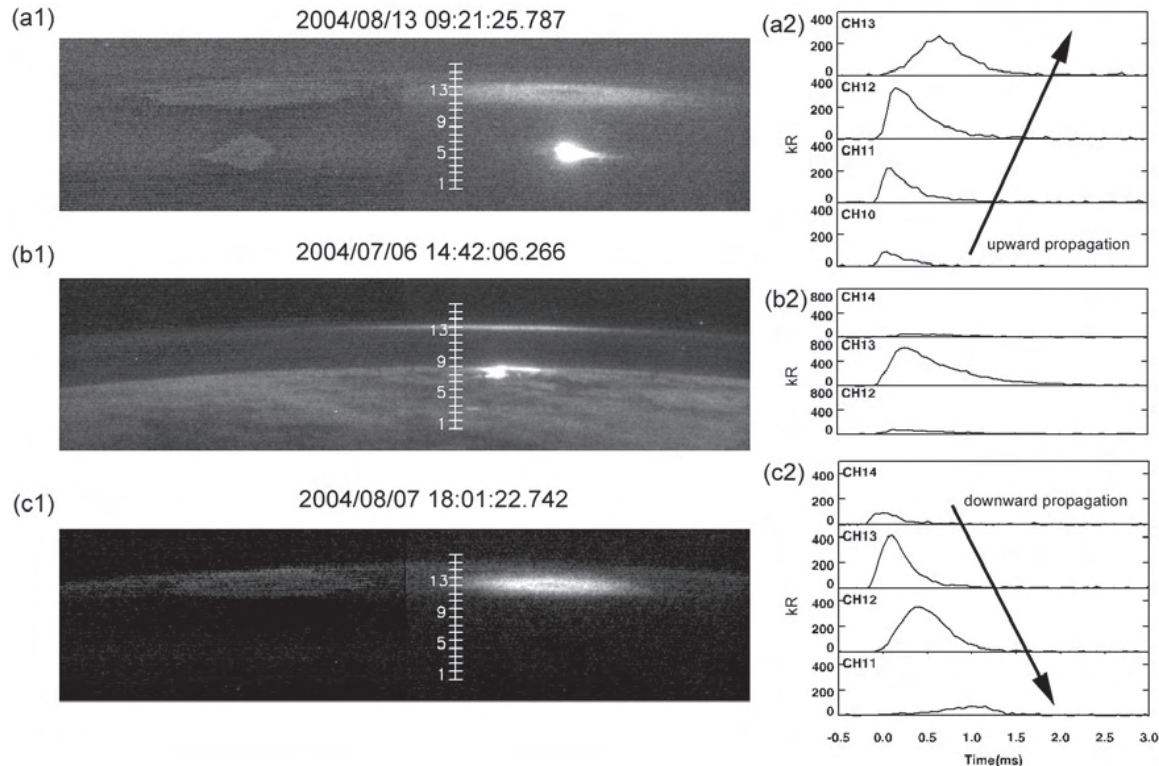 (a1)
2004/08/13 09:21:25.787
13
9
5
1
(b1)
2004/07/06 14:42:06.266
13
9
5
1
(c1)
2004/08/07 18:01:22.742
13
9
5
1
(a2)
kR
400
CH13
200
0
400
CH12
200
0
400
CH11
200
0
400
CH10
200
0
upward propagation
(b2)
kR
800
CH14
400
0
800
CH13
400
0
800
CH12
400
0
(c2)
kR
400
CH14
200
0
downward propagation
400
CH13
200
0
400
CH12
200
0
400
CH11
200
0
-0.5 0.0 0.5 1.0 1.5 2.0 2.5 3.0
Time(ms)